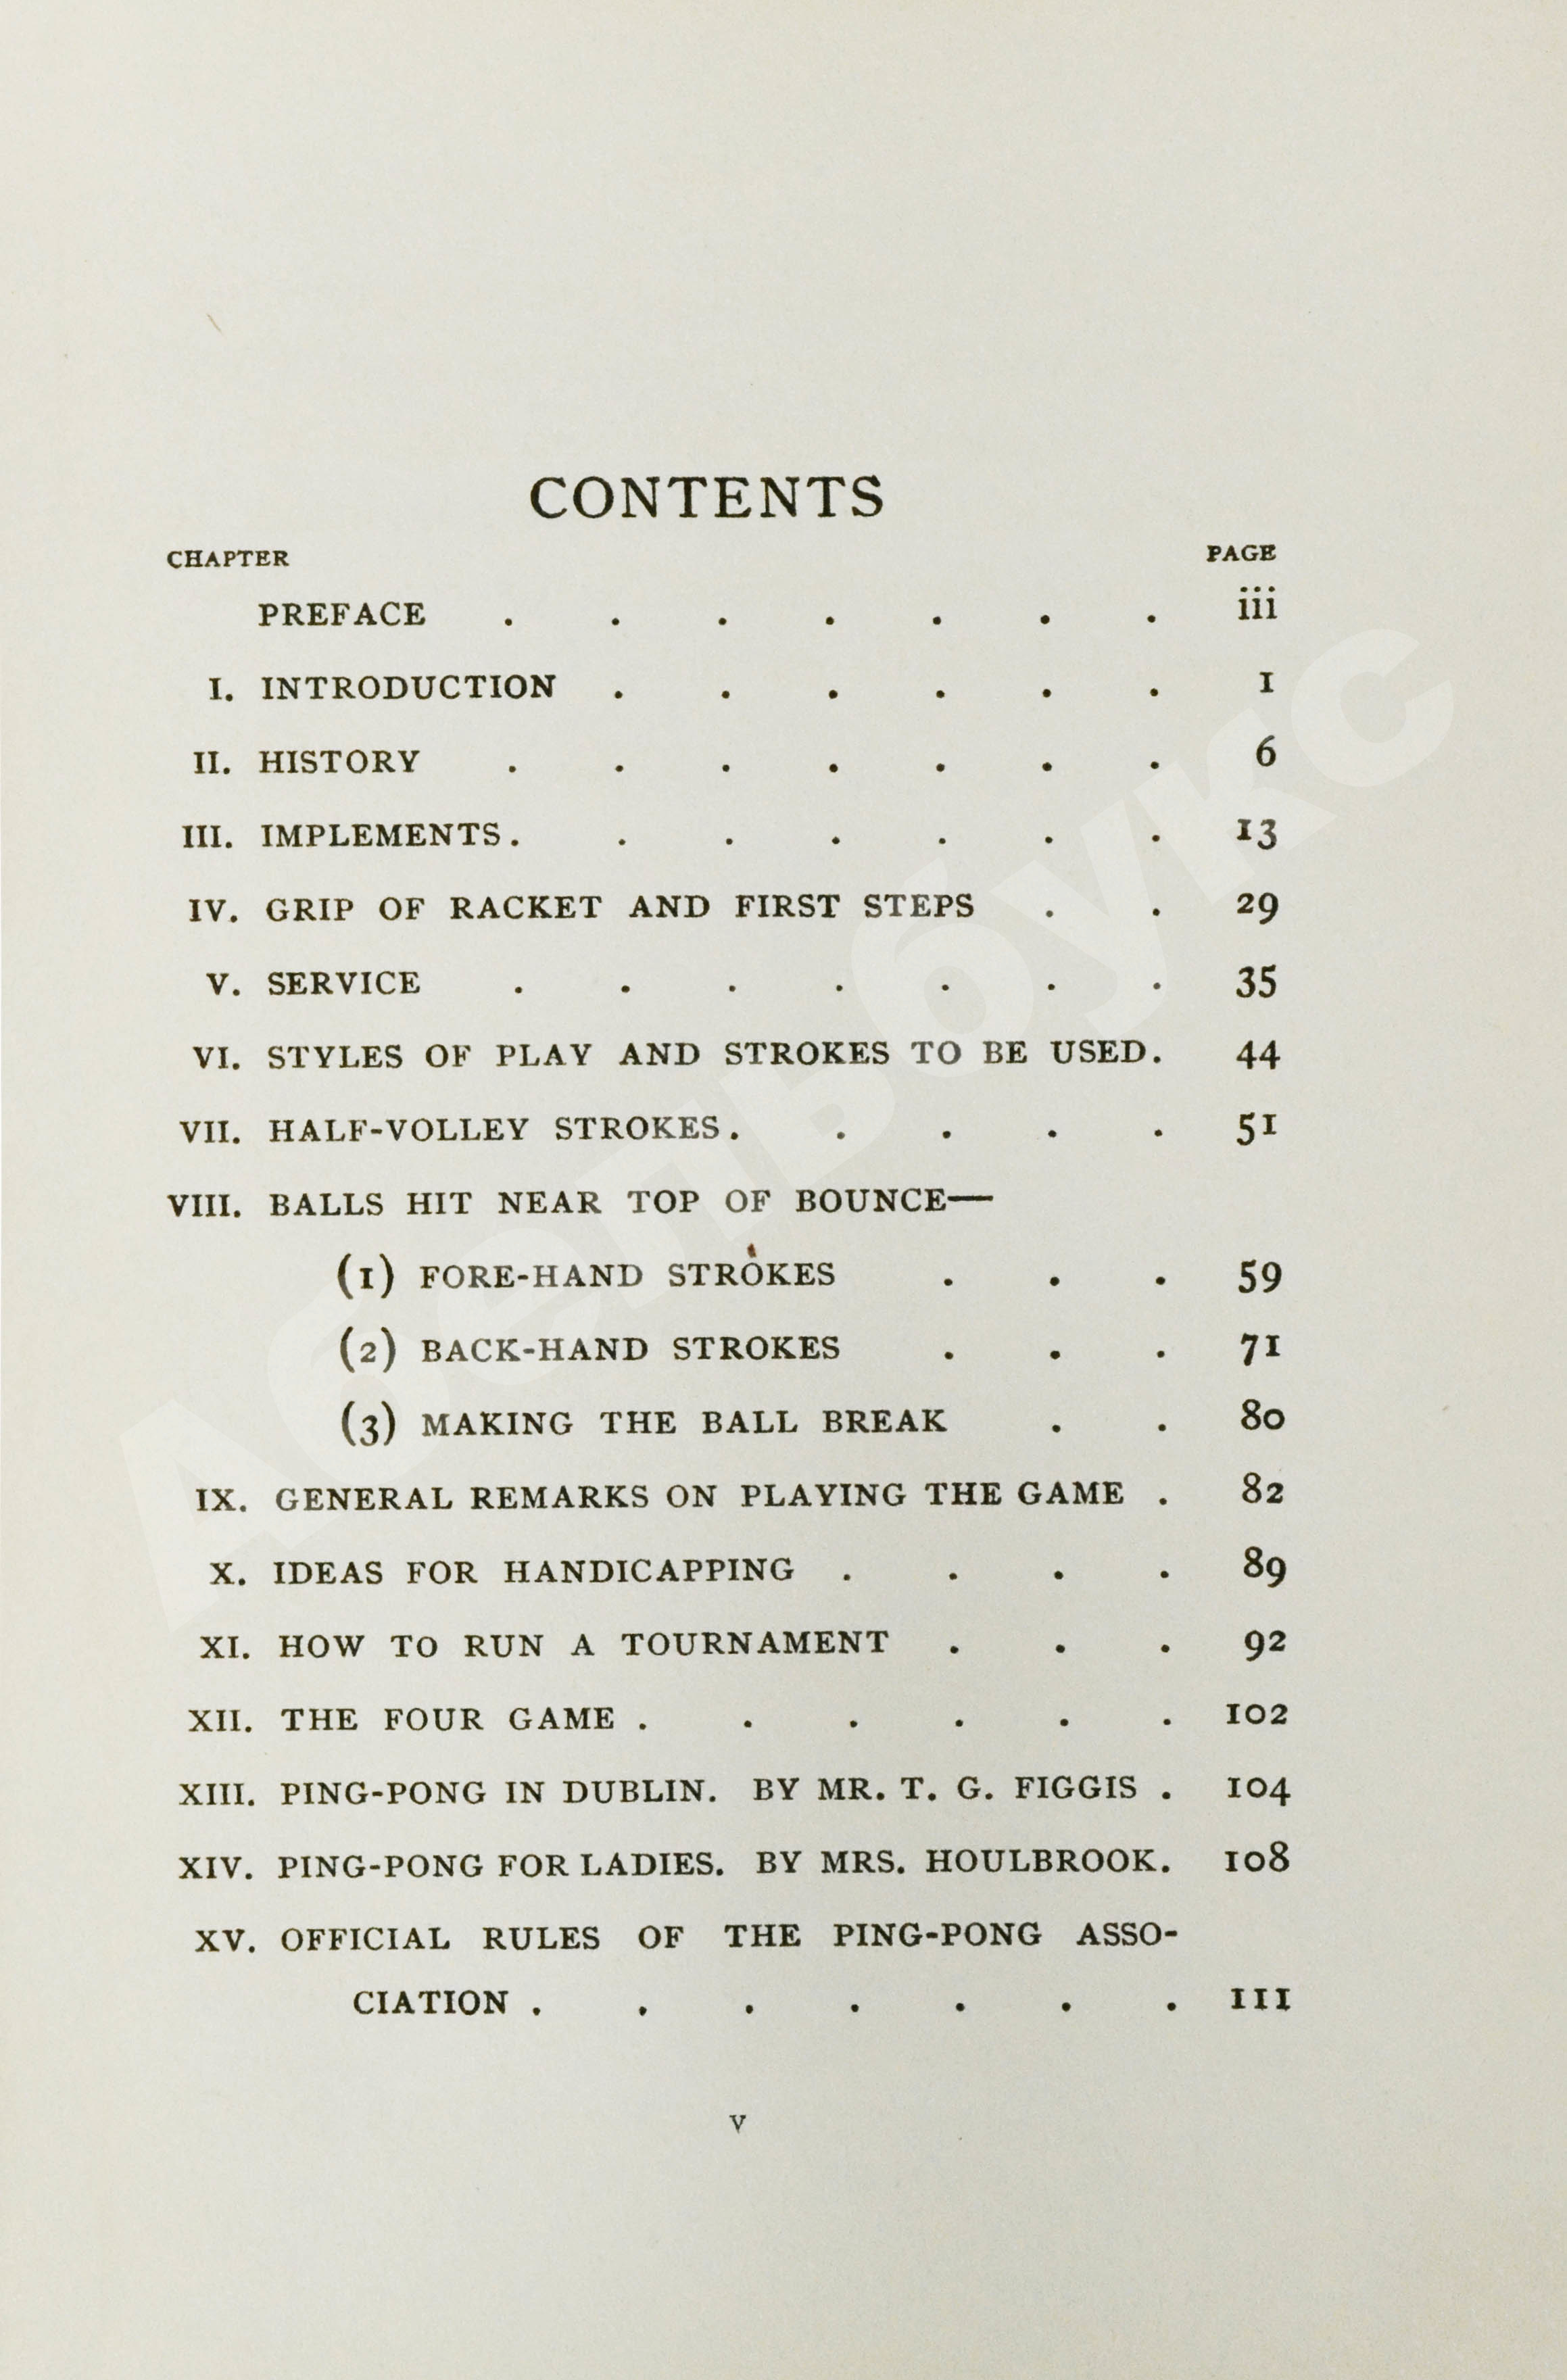 CONTENTS
CHAPTER PAGE
PREFACE . . . . . . . iii
I. INTRODUCTION . . . . . . 1
II. HISTORY . . . . . . . 6
III. IMPLEMENTS . . . . . . . 13
IV. GRIP OF RACKET AND FIRST STEPS . . 29
V. SERVICE . . . . . . . 35
VI. STYLES OF PLAY AND STROKES TO BE USED . 44
VII. HALF-VOLLEY STROKES . . . . . 51
VIII. BALLS HIT NEAR TOP OF BOUNCE—
(1) FORE-HAND STROKES . . . 59
(2) BACK-HAND STROKES . . . 71
(3) MAKING THE BALL BREAK . . 80
IX. GENERAL REMARKS ON PLAYING THE GAME . 82
X. IDEAS FOR HANDICAPPING . . . . 89
XI. HOW TO RUN A TOURNAMENT . . . 92
XII. THE FOUR GAME . . . . . . 102
XIII. PING-PONG IN DUBLIN. BY MR. T. G. FIGGIS . 104
XIV. PING-PONG FOR LADIES. BY MRS. HOULBROOK. 108
XV. OFFICIAL RULES OF THE PING-PONG ASSO-
CIATION . . . . . . . 111
v
Абельбукс